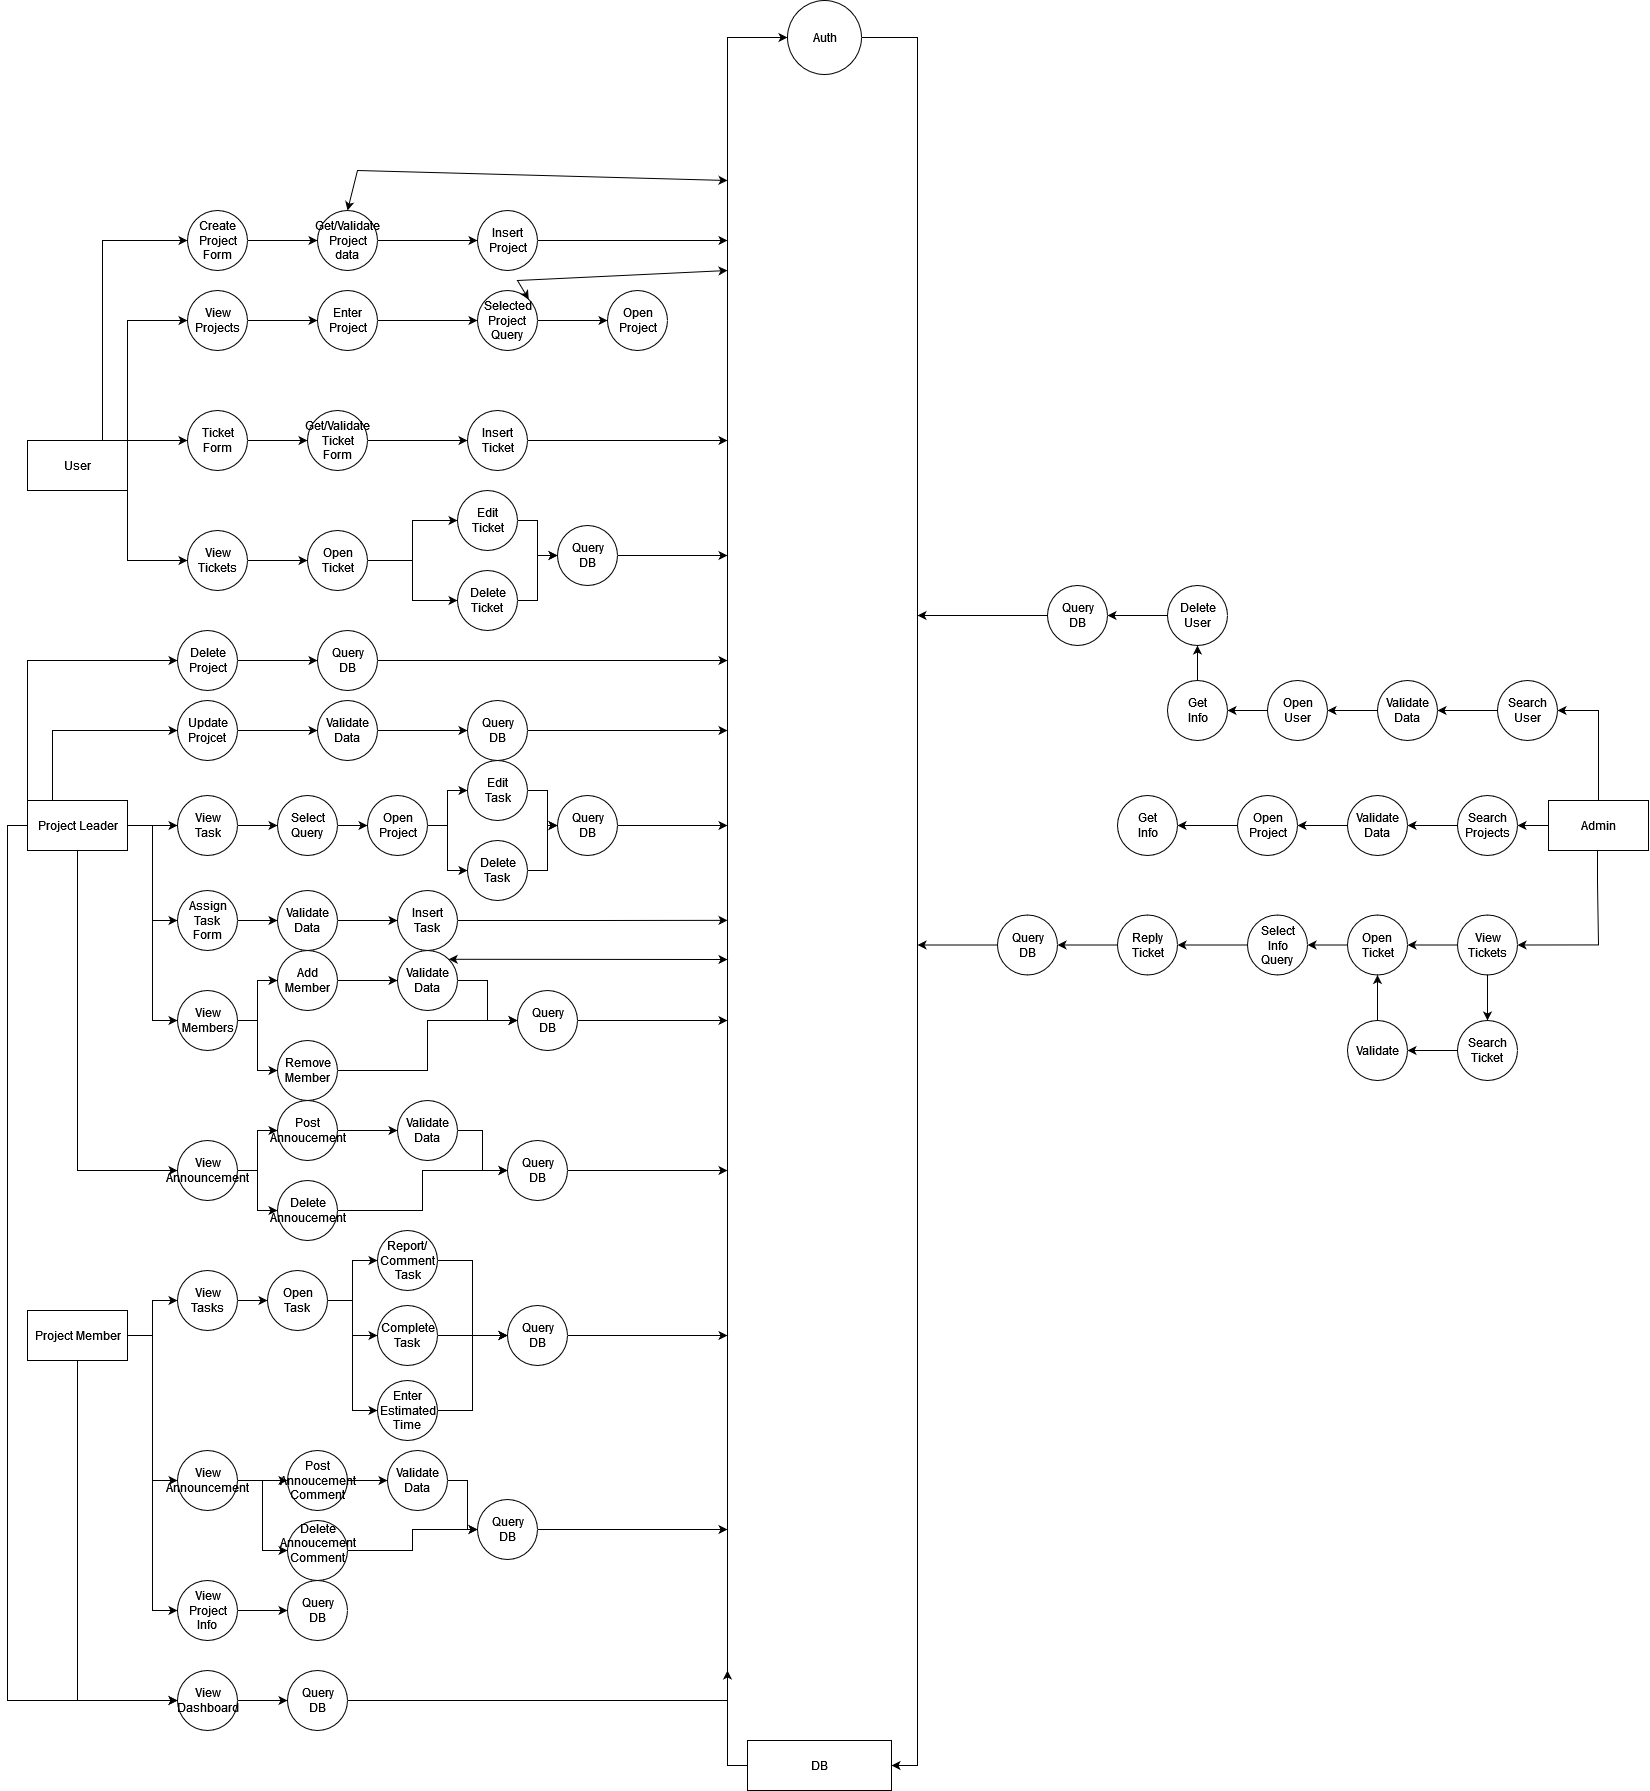 Auth
Create
Project
Form
Get/Validate
Project
data
Insert
Project
View
Projects
Enter
Project
Selected
Project
Query
Open
Project
Ticket
Form
Get/Validate
Ticket
Form
Insert
Ticket
User
View
Tickets
Open
Ticket
Edit
Ticket
Delete
Ticket
Query
DB
Delete
Project
Query
DB
Update
Projcet
Validate
Data
Query
DB
Project Leader
View
Task
Select
Query
Open
Project
Edit
Task
Delete
Task
Query
DB
Assign
Task
Form
Validate
Data
Insert
Task
View
Members
Add
Member
Validate
Data
Remove
Member
Query
DB
View
Announcement
Post
Annoucement
Validate
Data
Delete
Annoucement
Query
DB
Project Member
View
Tasks
Open
Task
Report/
Comment
Task
Complete
Task
Enter
Estimated
Time
Query
DB
View
Announcement
Post
Annoucement
Comment
Validate
Data
Delete
Annoucement
Comment
Query
DB
View
Project
Info
Query
DB
View
Dashboard
Query
DB
DB
Query
DB
Delete
User
Get
Info
Open
User
Validate
Data
Search
User
Get
Info
Open
Project
Validate
Data
Search
Projects
Admin
Query
DB
Reply
Ticket
Select
Info
Query
Open
Ticket
View
Tickets
Validate
Search
Ticket